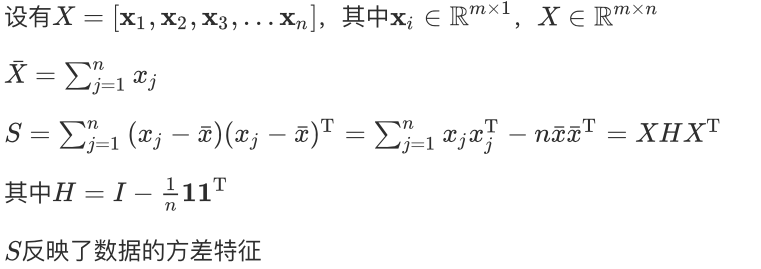 设有$X = [\mathbf{x}_1, \mathbf{x}_2, \mathbf{x}_3, \ldots \mathbf{x}_n]$，其中$\mathbf{x}_i \in \mathbb{R}^{m \times 1}$，$X \in \mathbb{R}^{m \times n}$
$\bar{X} = \sum_{j=1}^{n} x_j$
$S = \sum_{j=1}^{n} (x_j - \bar{x})(x_j - \bar{x})^{\mathrm{T}} = \sum_{j=1}^{n} x_j x_j^{\mathrm{T}} - n\bar{x}\bar{x}^{\mathrm{T}} = XHX^{\mathrm{T}}$
其中$H = I - \frac{1}{n}\mathbf{1}\mathbf{1}^{\mathrm{T}}$
$S$反映了数据的方差特征